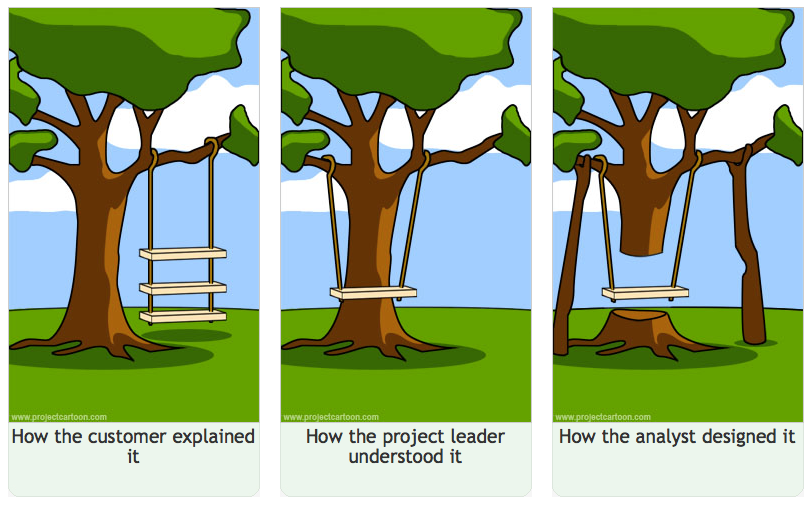 www.projectcartoon.com
www.projectcartoon.com
www.projectcartoon.com
How the customer explained
it
How the project leader
understood it
How the analyst designed it